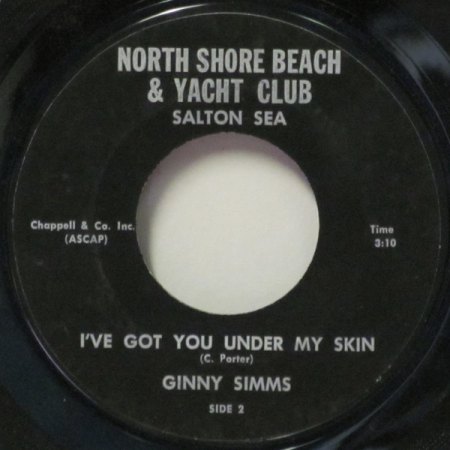 NORTH SHORE BEACH
& YACHT CLUB
SALTON SEA
Chappell & Co. Inc.
(ASCAP)
Time
3:10
I'VE GOT YOU UNDER MY SKIN
(C. Porter)
GINNY SIMMS
SIDE 2